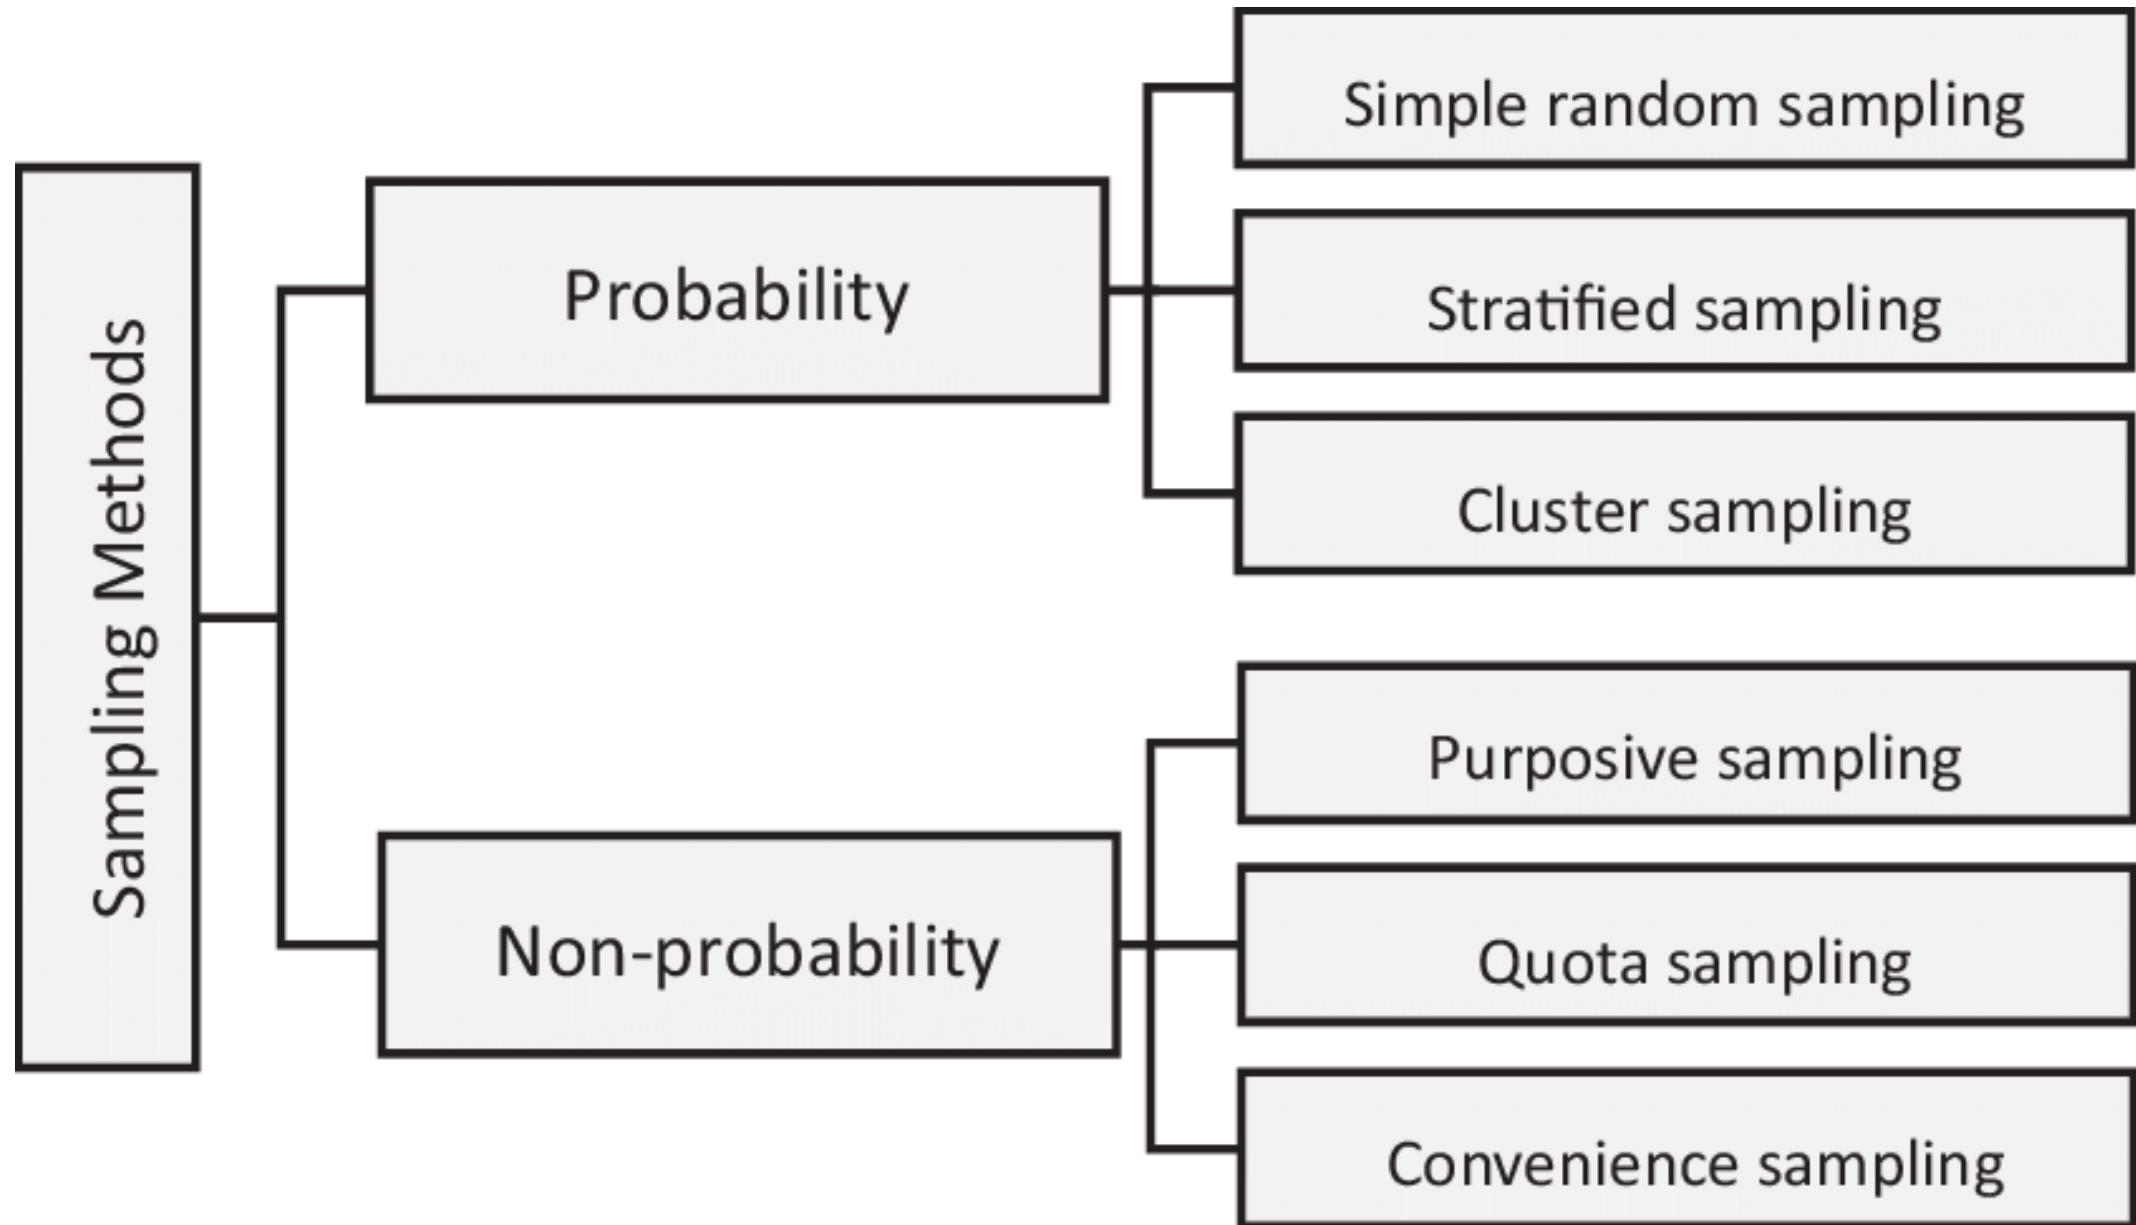 Sampling Methods
Probability
Simple random sampling
Stratified sampling
Cluster sampling
Non-probability
Purposive sampling
Quota sampling
Convenience sampling